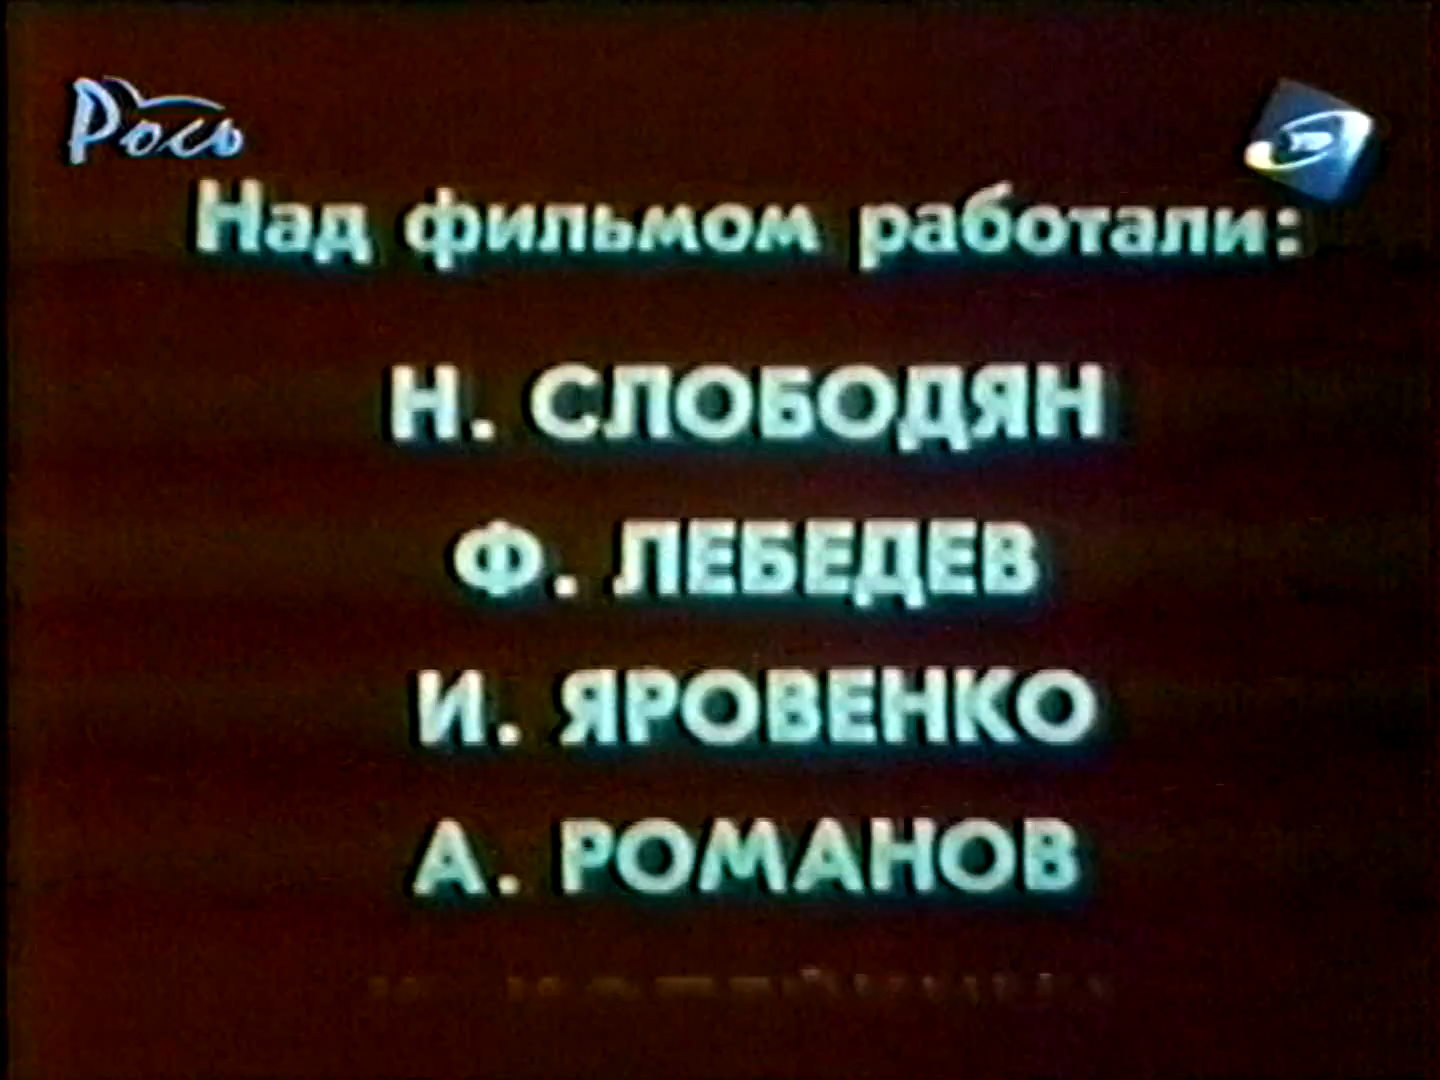 Рось
Над фильмом работали:
Н. СЛОБОДЯН
Ф. ЛЕБЕДЕВ
И. ЯРОВЕНКО
А. РОМАНОВ